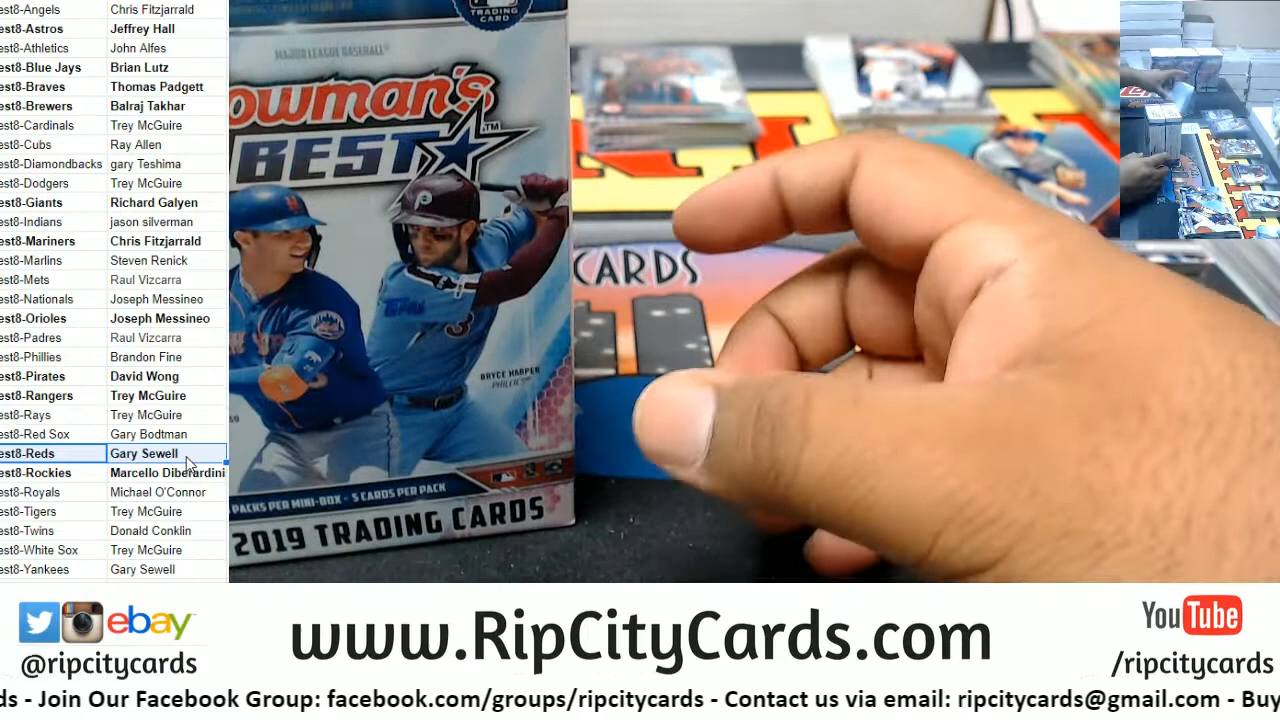 est8-Angels Chris Fitzjarrald
est8-Astros Jeffrey Hall
est8-Athletics John Alfes
est8-Blue Jays Brian Lutz
est8-Braves Thomas Padgett
est8-Brewers Balraj Takhar
est8-Cardinals Trey McGuire
est8-Cubs Ray Allen
est8-Diamondbacks gary Teshima
est8-Dodgers Trey McGuire
est8-Giants Richard Galyen
est8-Indians jason silverman
est8-Mariners Chris Fitzjarrald
est8-Marlins Steven Renick
est8-Mets Raul Vizcarra
est8-Nationals Joseph Messineo
est8-Orioles Joseph Messineo
est8-Padres Raul Vizcarra
est8-Phillies Brandon Fine
est8-Pirates David Wong
est8-Rangers Trey McGuire
est8-Rays Trey McGuire
est8-Red Sox Gary Bodtman
est8-Reds Gary Sewell
est8-Rockies Marcello Diberardini
est8-Royals Michael O'Connor
est8-Tigers Trey McGuire
est8-Twins Donald Conklin
est8-White Sox Trey McGuire
est8-Yankees Gary Sewell
TRADING CARD
MAJOR LEAGUE BASEBALL
owman's
BEST
TM
P
BRYCE HARPER
PHILLIES
PACKS PER MINI-BOX - 5 CARDS PER PACK
2019 TRADING CARDS
CARDS
ebay
@ripcitycards
www.RipCityCards.com
YouTube
/ripcitycards
ds - Join Our Facebook Group: facebook.com/groups/ripcitycards - Contact us via email: ripcitycards@gmail.com - Buy